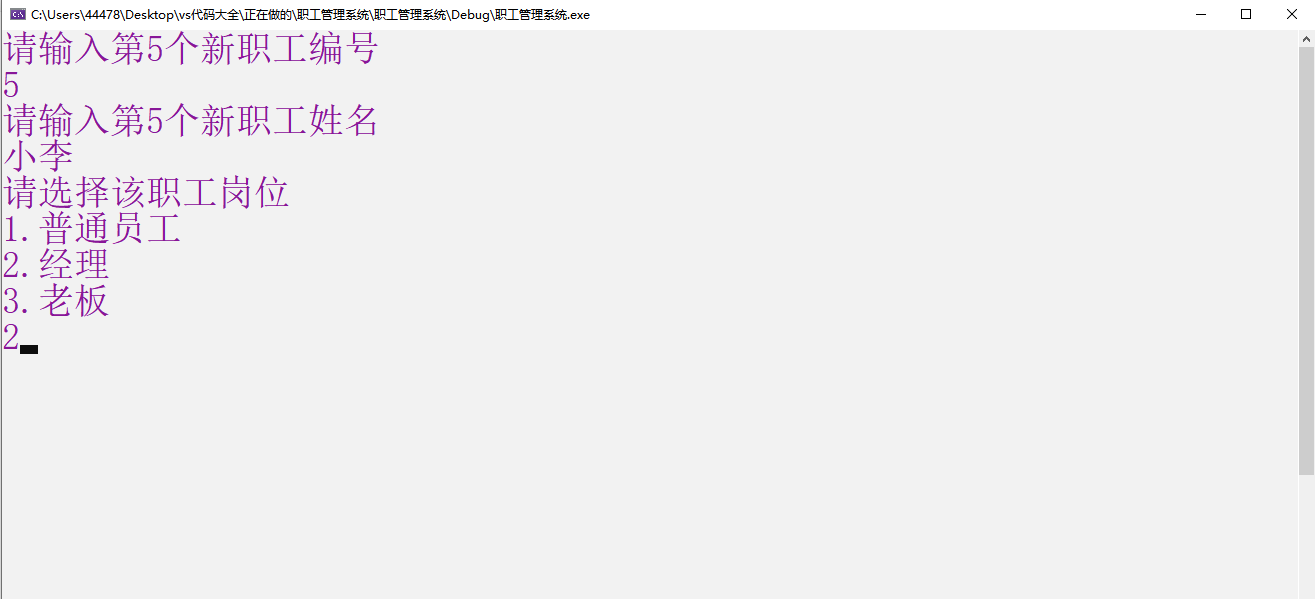 C:\Users\44478\Desktop\vs代码大全\正在做的\职工管理系统\职工管理系统\Debug\职工管理系统.exe
请输入第5个新职工编号
5
请输入第5个新职工姓名
小李
请选择该职工岗位
1.普通员工
2.经理
3.老板
2